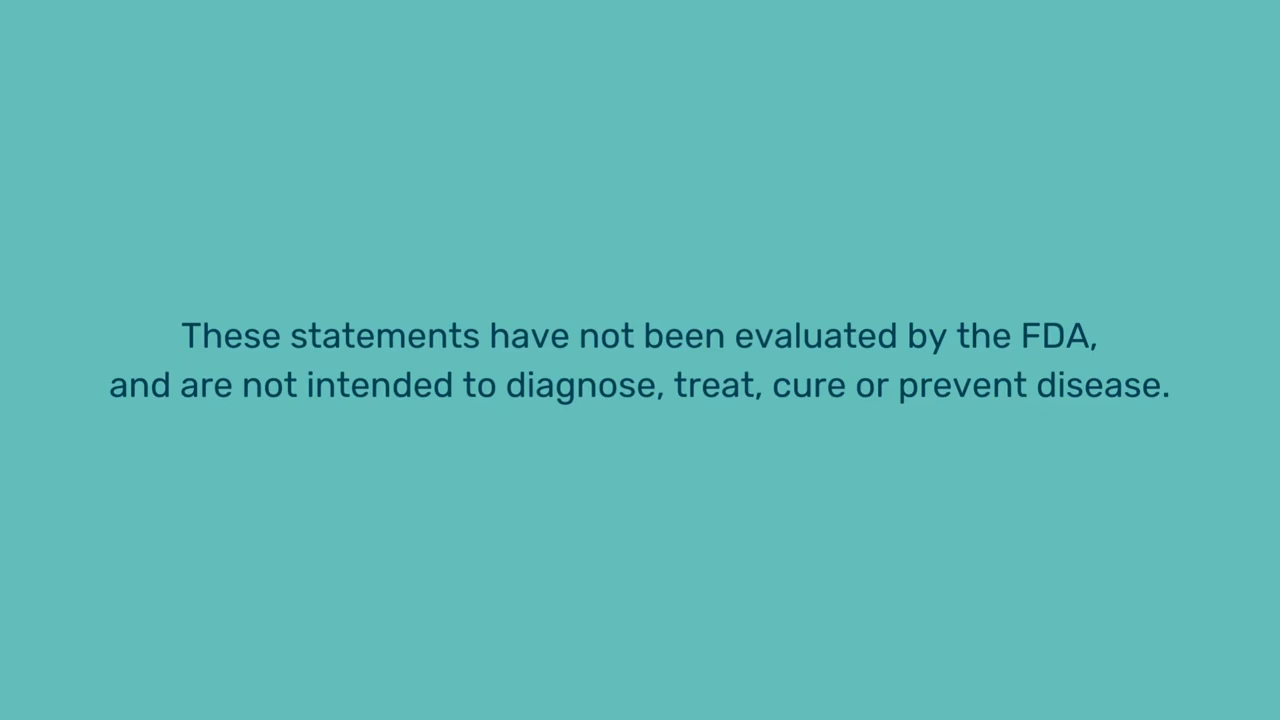 These statements have not been evaluated by the FDA,
and are not intended to diagnose, treat, cure or prevent disease.